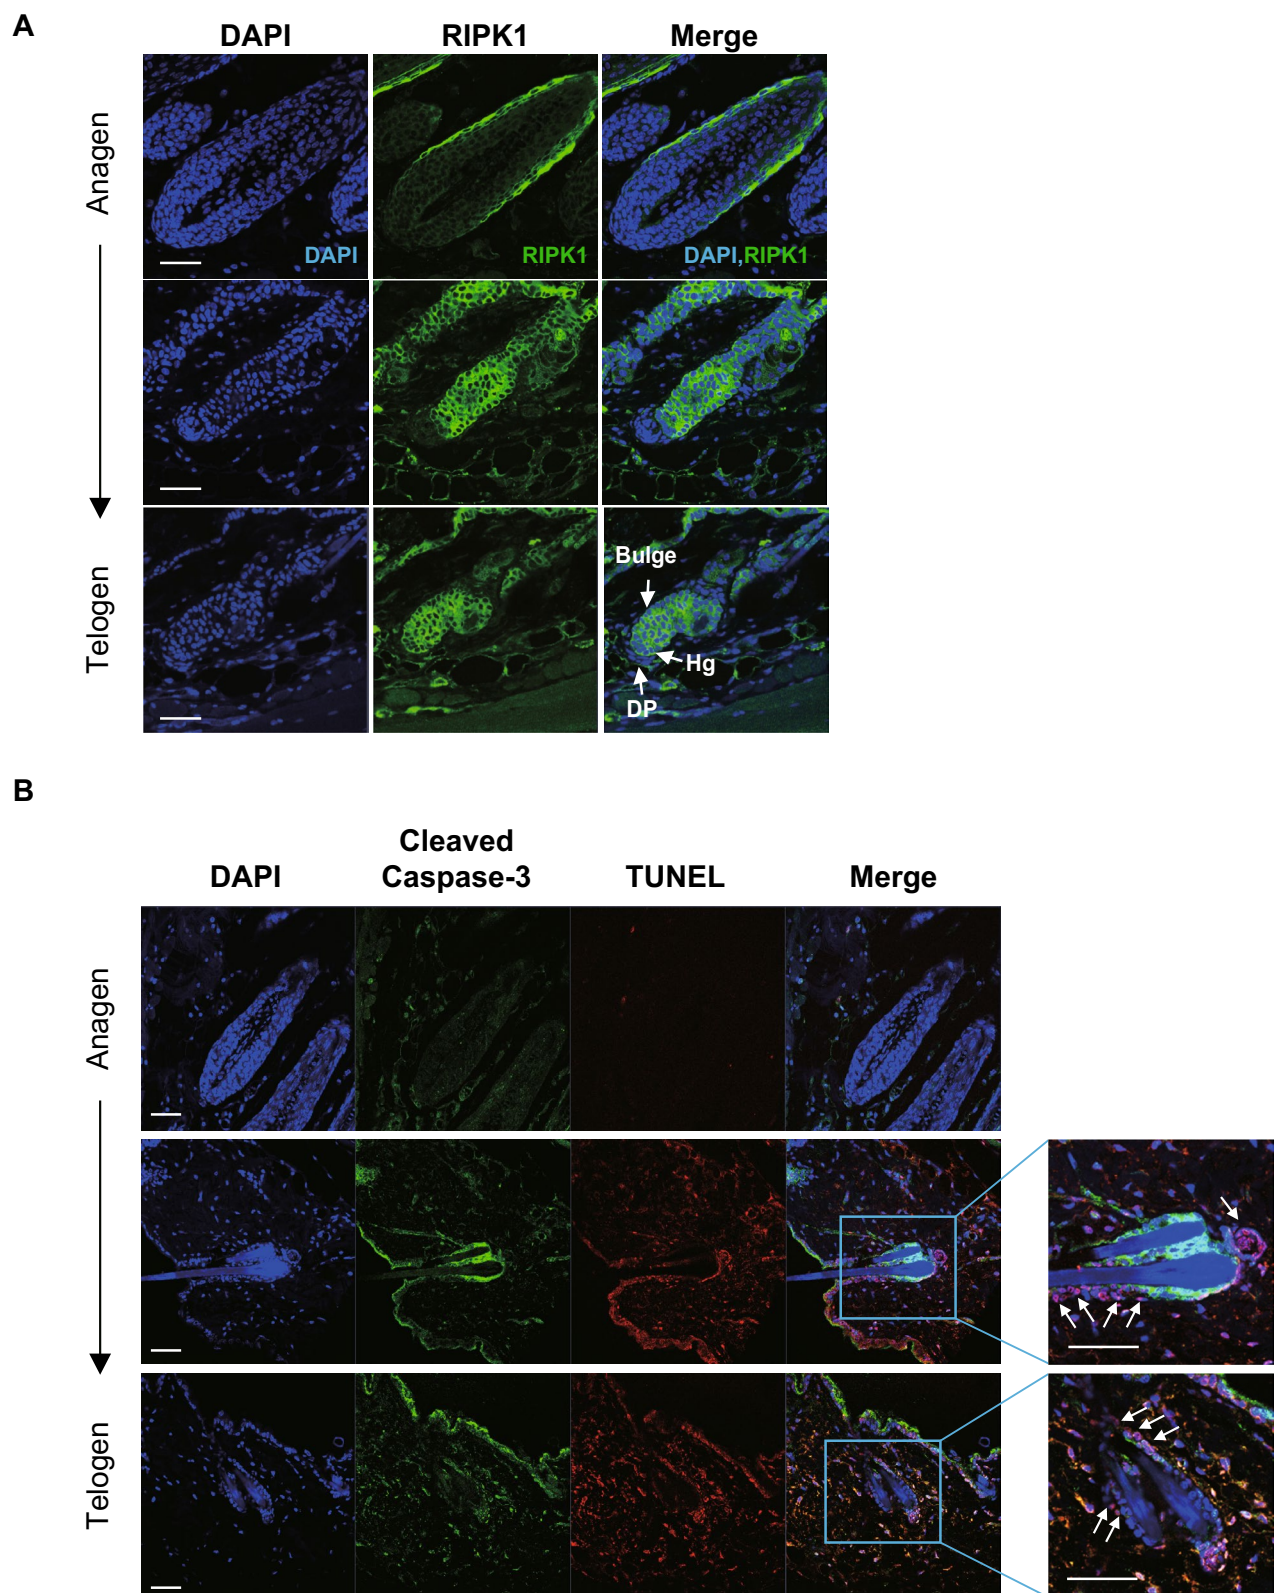 A
DAPI RIPK1 Merge
Anagen
DAPI RIPK1 DAPI,RIPK1
Telogen
Bulge
Hg
DP
B
Cleaved
DAPI Caspase-3 TUNEL Merge
Anagen
Telogen